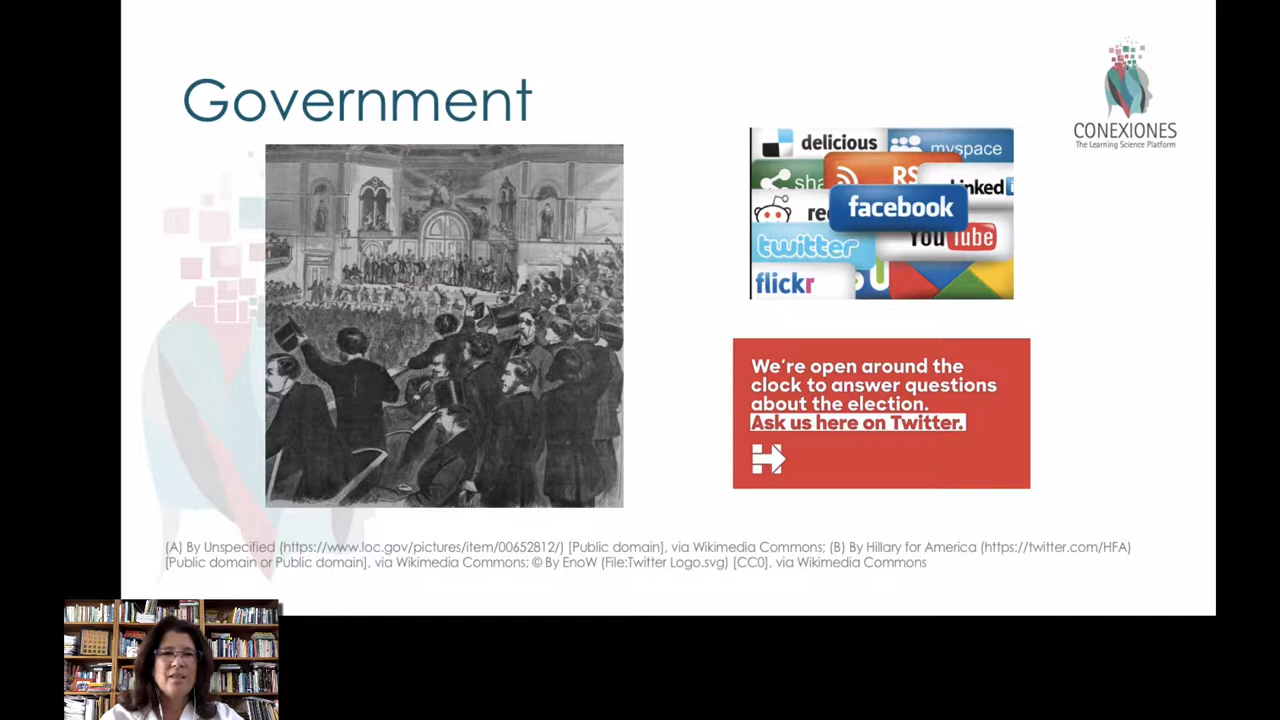 Government
CONEXIONES
The Learning Science Platform
delicious
myspace
facebook
twitter
YouTube
flickr
We're open around the
clock to answer questions
about the election.
Ask us here on Twitter.
(A) By Unspecified (https://www.loc.gov/pictures/item/00652812/) [Public domain], via Wikimedia Commons; (B) By Hillary for America (https://twitter.com/HFA)
[Public domain or Public domain], via Wikimedia Commons; © By EnoW (File:Twitter Logo.svg) [CC0], via Wikimedia Commons